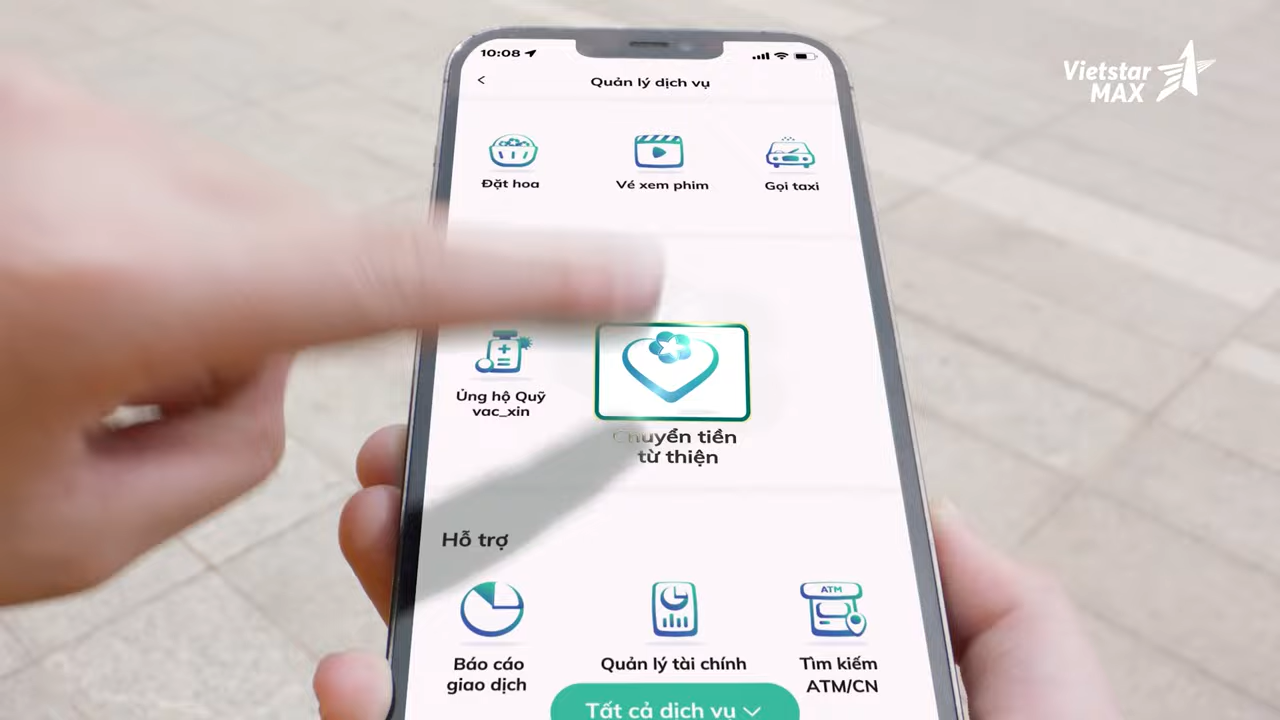 10:08
Quản lý dịch vụ
Vietstar
MAX
Đặt hoa
Vé xem phim
Gọi taxi
Ủng hộ Quỹ
vac_xin
Chuyển tiền
từ thiện
Hỗ trợ
Báo cáo
giao dịch
Quản lý tài chính
ATM
Tìm kiếm
ATM/CN
Tất cả dịch vụ